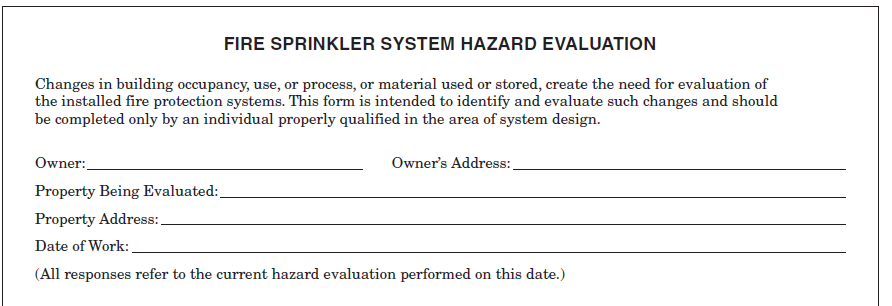 FIRE SPRINKLER SYSTEM HAZARD EVALUATION
Changes in building occupancy, use, or process, or material used or stored, create the need for evaluation of
the installed fire protection systems. This form is intended to identify and evaluate such changes and should
be completed only by an individual properly qualified in the area of system design.
Owner: Owner's Address:
Property Being Evaluated:
Property Address:
Date of Work:
(All responses refer to the current hazard evaluation performed on this date.)